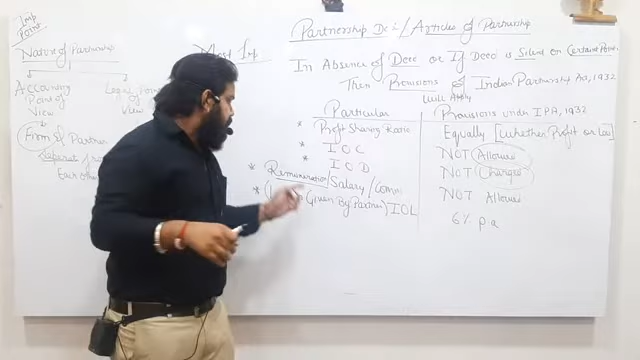 Imp
Point
Nature of Partnership
Accounting
Point of
View
Firm & Partner
Separate from
Each other
View
Most Imp
Partnership Deed / Articles of Partnership
In Absence of Deed or If Deed is Silent on Certain Point
Then Provisions of Indian Partnership Act, 1932
Will Apply
Particular
Provisions under IPA, 1932
* Profit Sharing Ratio
Equally [Whether Profit or Loss]
* IOC
NOT Allowed
* IOD
NOT Charged
* Remuneration/Salary/Comm
NOT Allowed
* Given By Partner) IOL
6% p.a